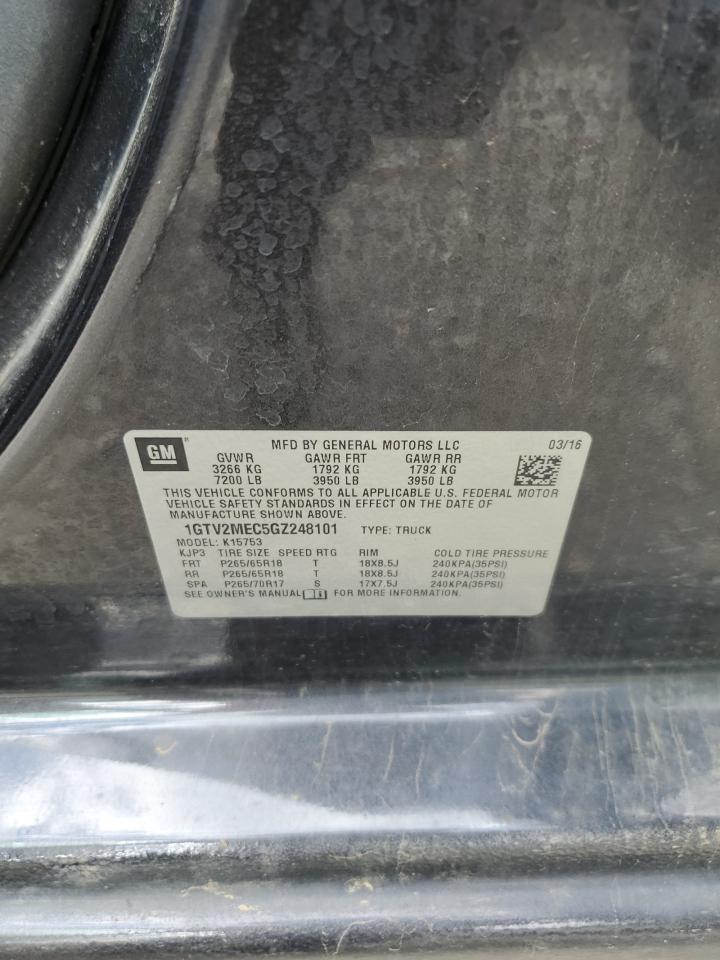 GM
MFD BY GENERAL MOTORS LLC 03/16
GVWR GAWR FRT GAWR RR
3266 KG 1792 KG 1792 KG
7200 LB 3950 LB 3950 LB
THIS VEHICLE CONFORMS TO ALL APPLICABLE U.S. FEDERAL MOTOR
VEHICLE SAFETY STANDARDS IN EFFECT ON THE DATE OF
MANUFACTURE SHOWN ABOVE.
1GTV2MEC5GZ248101 TYPE: TRUCK
MODEL: K15753
KJP3 TIRE SIZE SPEED RTG RIM COLD TIRE PRESSURE
FRT P265/65R18 T 18X8.5J 240KPA(35PSI)
RR P265/65R18 T 18X8.5J 240KPA(35PSI)
SPA P265/70R17 S 17X7.5J 240KPA(35PSI)
SEE OWNER'S MANUAL FOR MORE INFORMATION.